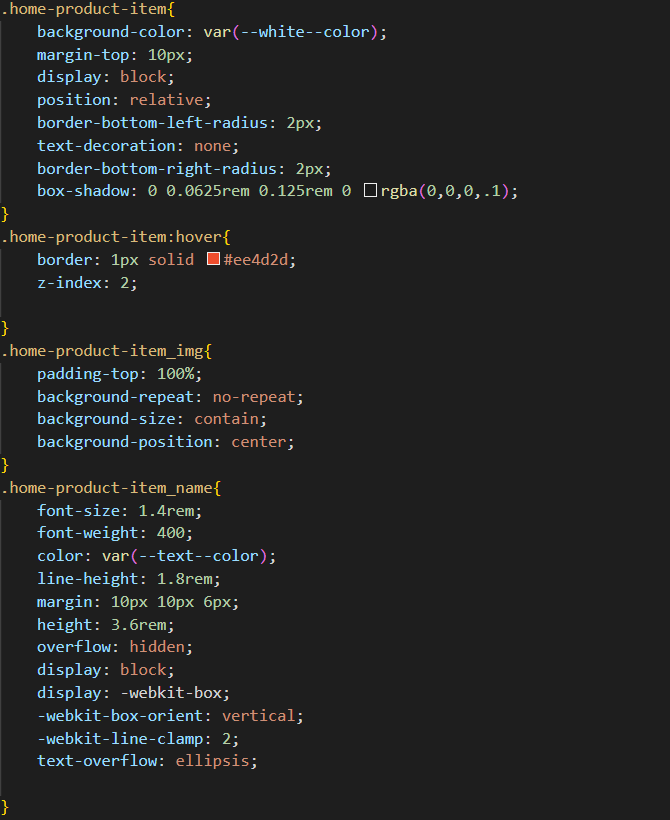 .home-product-item{
    background-color: var(--white--color);
    margin-top: 10px;
    display: block;
    position: relative;
    border-bottom-left-radius: 2px;
    text-decoration: none;
    border-bottom-right-radius: 2px;
    box-shadow: 0 0.0625rem 0.125rem 0 rgba(0,0,0,.1);
}
.home-product-item:hover{
    border: 1px solid #ee4d2d;
    z-index: 2;

}
.home-product-item_img{
    padding-top: 100%;
    background-repeat: no-repeat;
    background-size: contain;
    background-position: center;
}
.home-product-item_name{
    font-size: 1.4rem;
    font-weight: 400;
    color: var(--text--color);
    line-height: 1.8rem;
    margin: 10px 10px 6px;
    height: 3.6rem;
    overflow: hidden;
    display: block;
    display: -webkit-box;
    -webkit-box-orient: vertical;
    -webkit-line-clamp: 2;
    text-overflow: ellipsis;

}